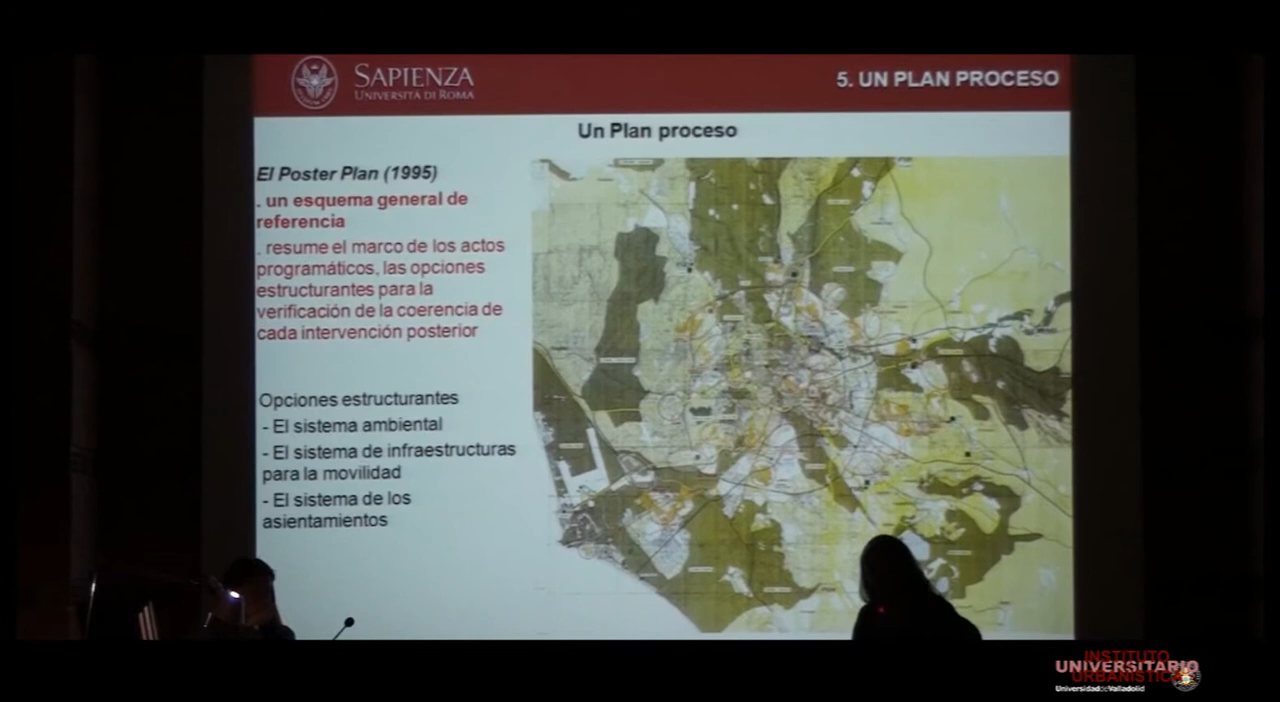 SAPIENZA
UNIVERSITÀ DI ROMA
5. UN PLAN PROCESO
Un Plan proceso
El Poster Plan (1995)
. un esquema general de
referencia
. resume el marco de los actos
programáticos, las opciones
estructurantes para la
verificación de la coerencia de
cada intervención posterior
Opciones estructurantes
- El sistema ambiental
- El sistema de infraestructuras
para la movilidad
- El sistema de los
asientamientos
INSTITUTO
UNIVERSITARIO
URBANÍSTICA
Universidad de Valladolid